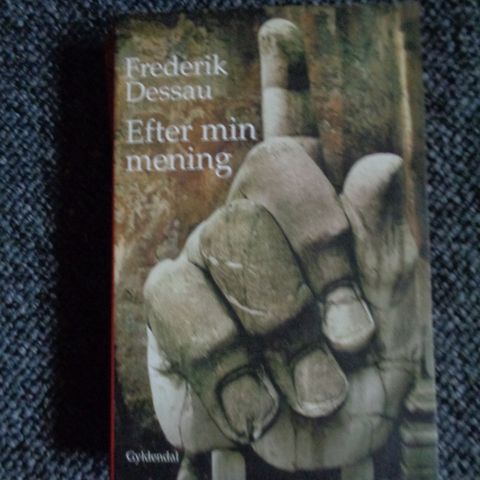 Frederik
Dessau
Efter min
mening
Gyldendal